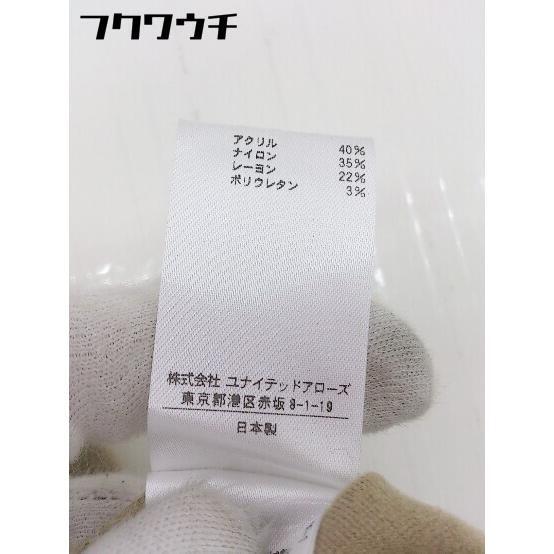 フクワウチ
アクリル 40%
ナイロン 35%
レーヨン 22%
ポリウレタン 3%
株式会社 ユナイテッドアローズ
東京都港区赤坂8-1-19
日本製